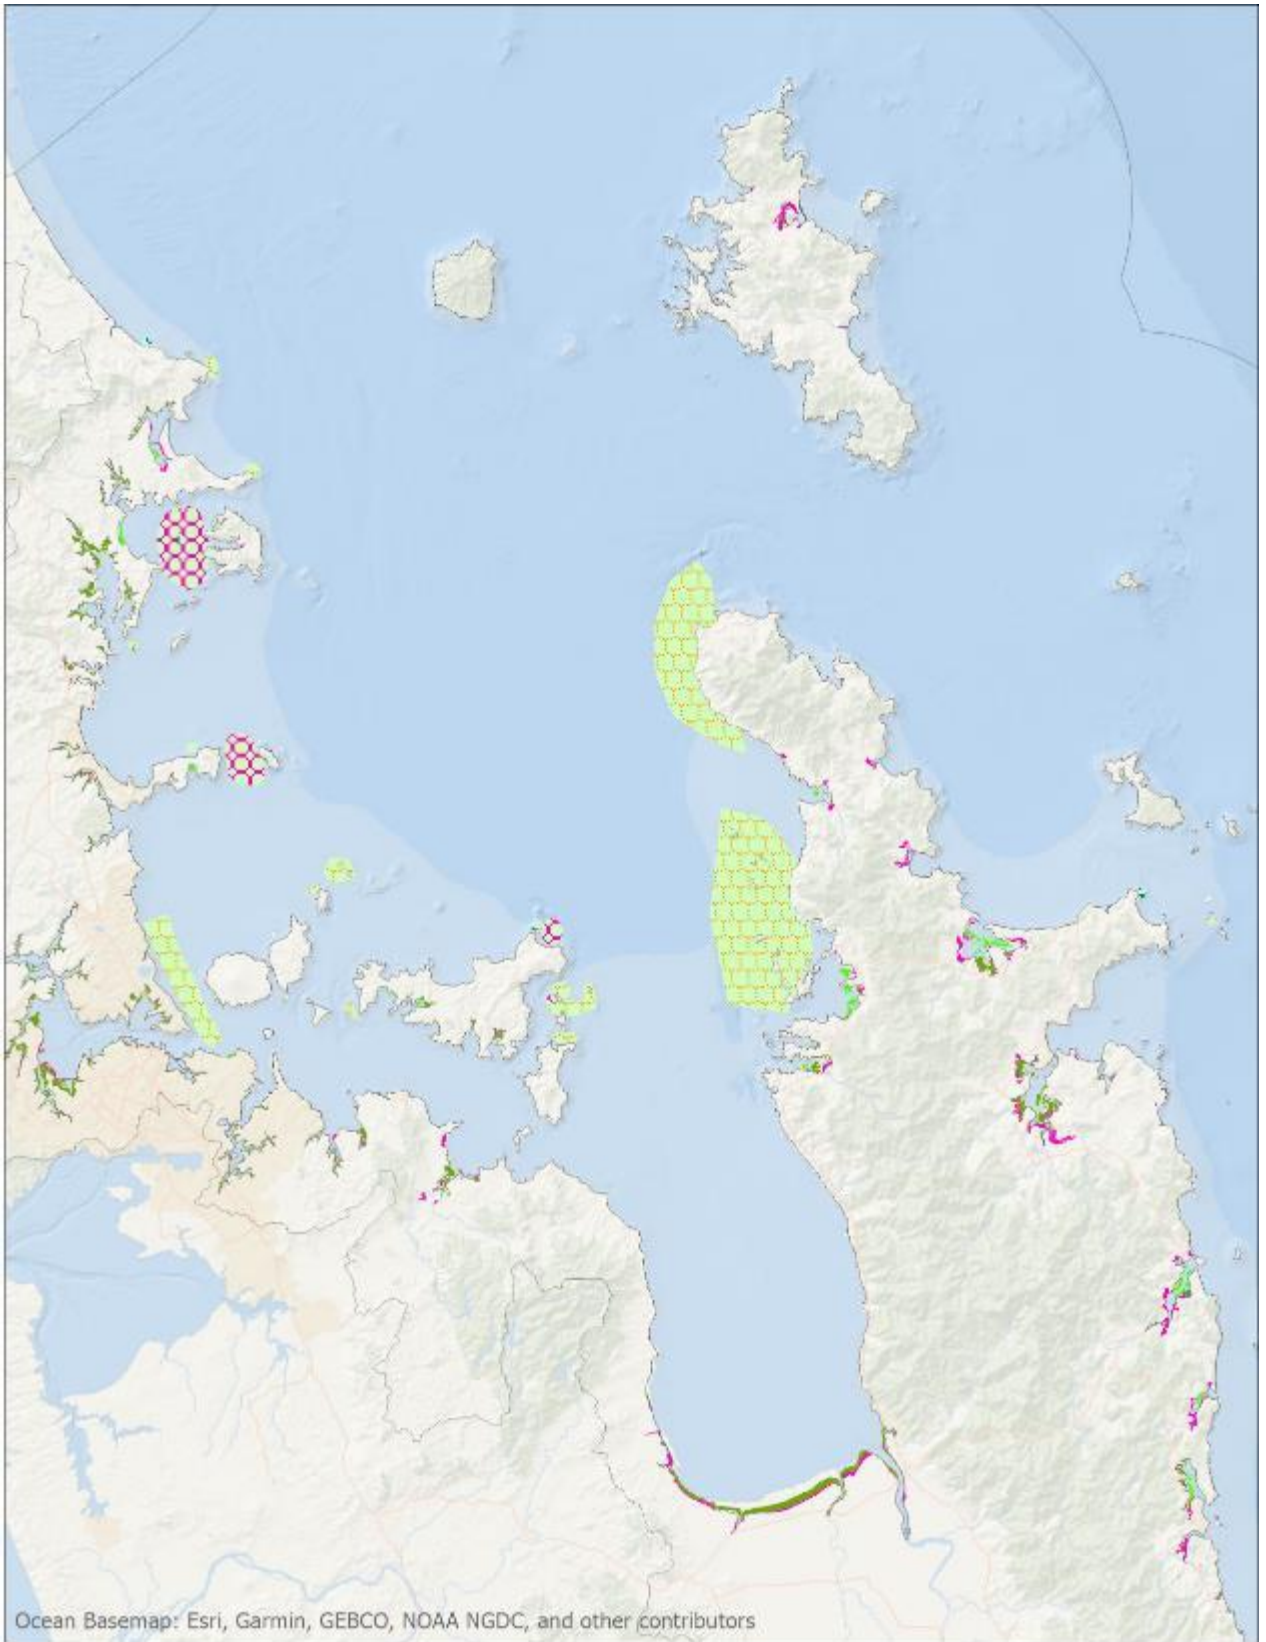 Ocean Basemap: Esri, Garmin, GEBCO, NOAA NGDC, and other contributors